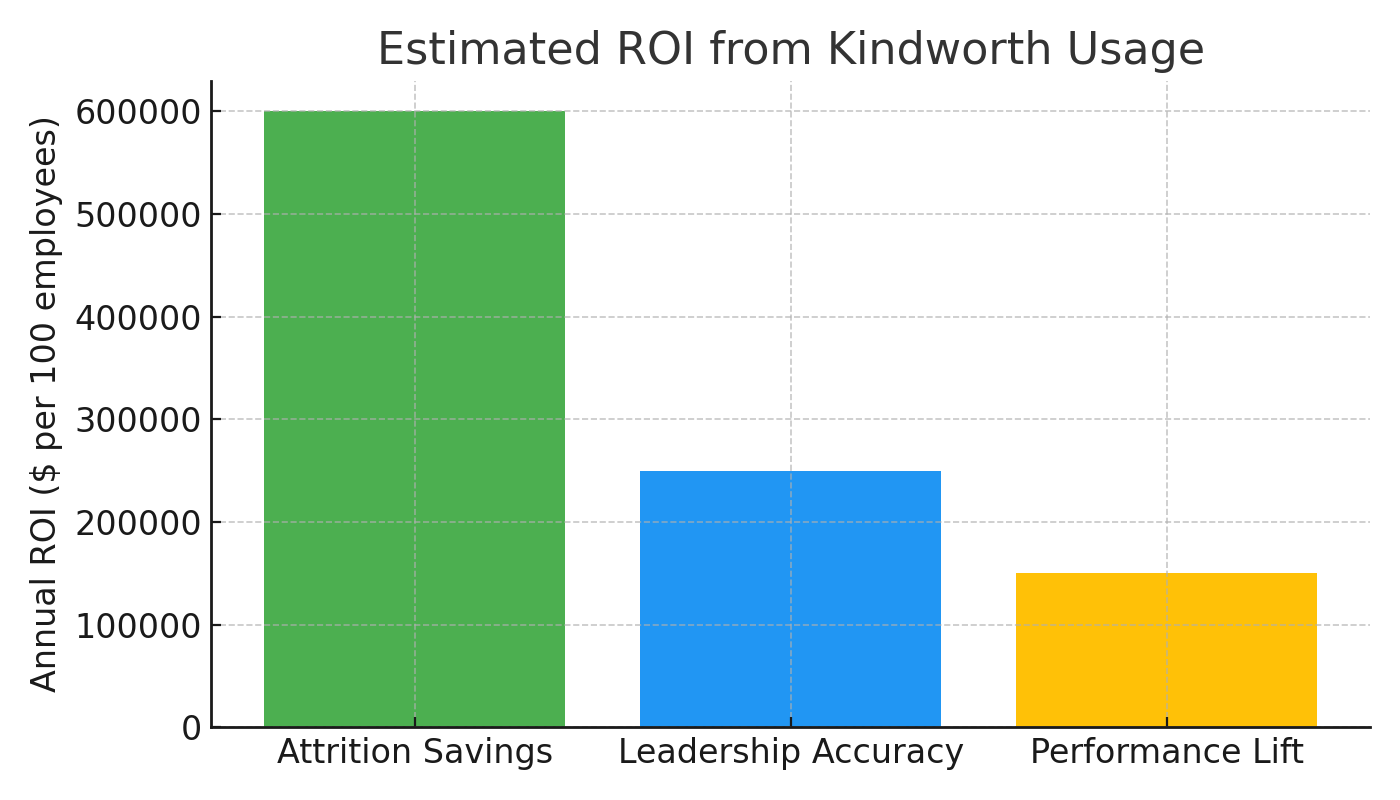 Estimated ROI from Kindworth Usage
Annual ROI ($ per 100 employees)
600000
500000
400000
300000
200000
100000
0
Attrition Savings
Leadership Accuracy
Performance Lift